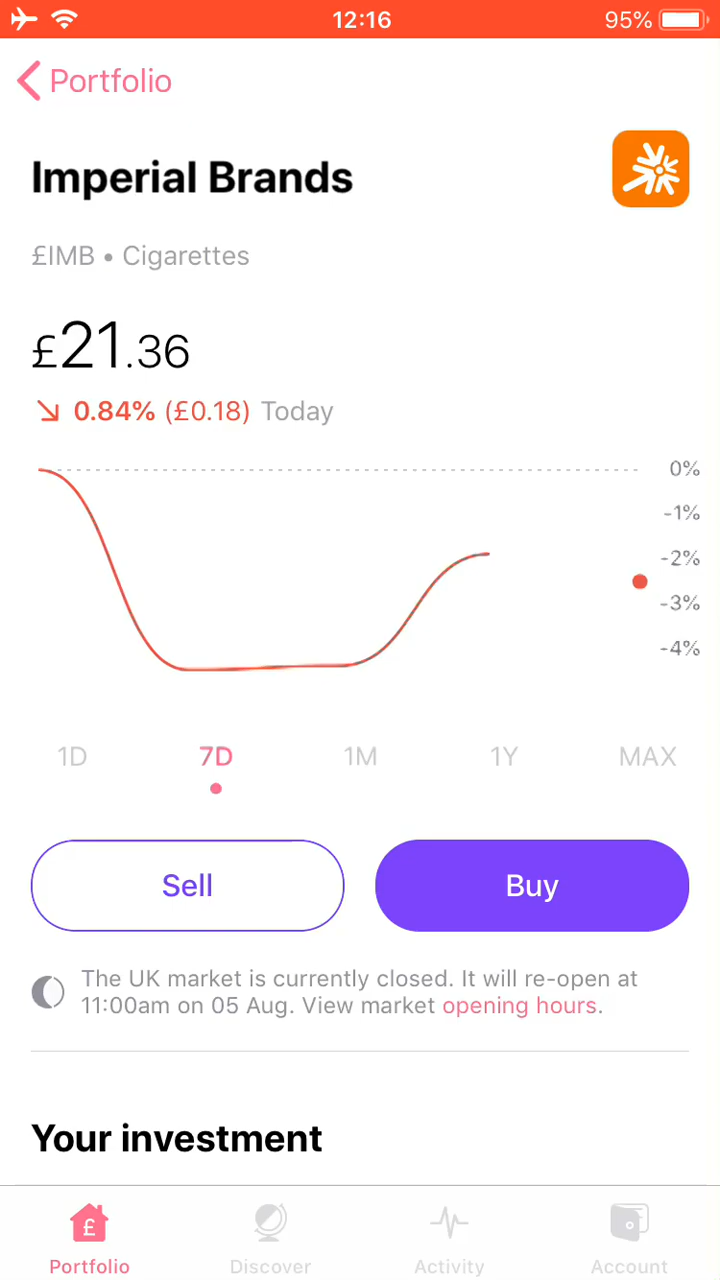 12:16
95%
Portfolio
Imperial Brands
£IMB • Cigarettes
£21.36
↘ 0.84% (£0.18) Today
0%
-1%
-2%
-3%
-4%
1D 7D 1M 1Y MAX
Sell Buy
The UK market is currently closed. It will re-open at
11:00am on 05 Aug. View market opening hours.
Your investment
£
Portfolio Discover Activity Account